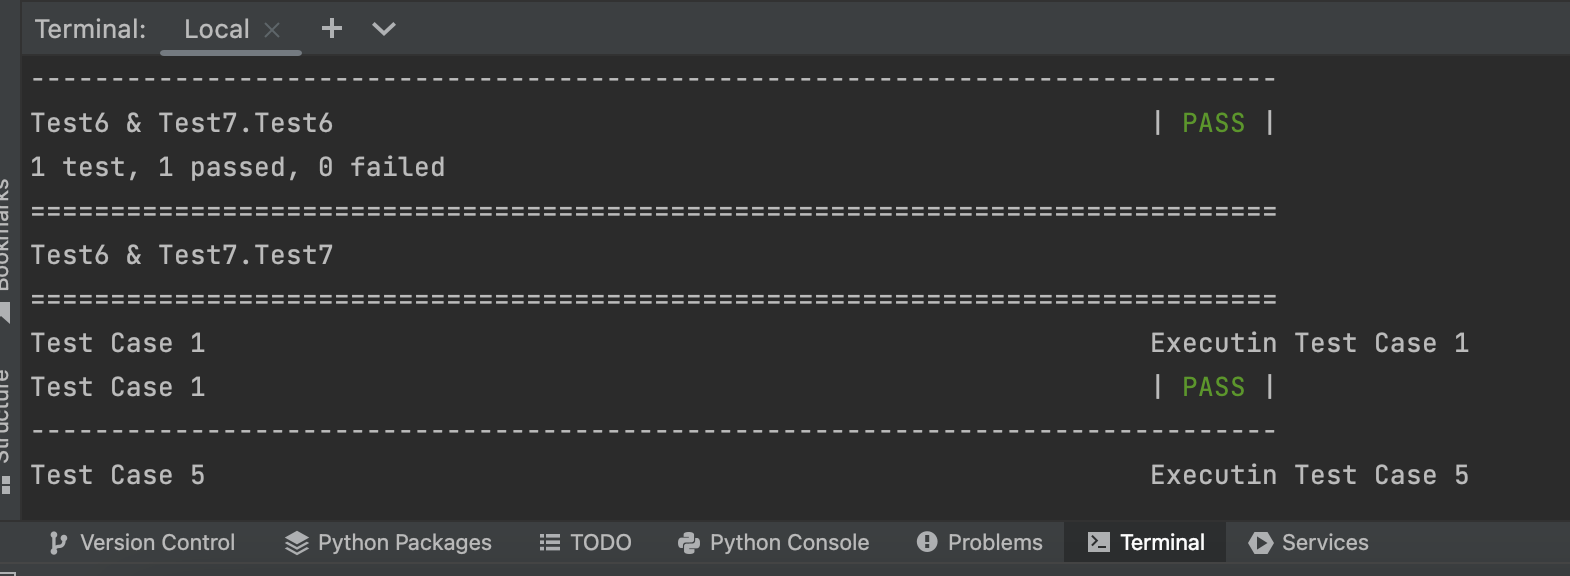 Terminal: Local × + 
------------------------------------------------------------------------------
Test6 & Test7.Test6 | PASS |
1 test, 1 passed, 0 failed
==============================================================================
Test6 & Test7.Test7
==============================================================================
Test Case 1 Executin Test Case 1
Test Case 1 | PASS |
------------------------------------------------------------------------------
Test Case 5 Executin Test Case 5
Bookmarks
Structure
Version Control Python Packages TODO Python Console Problems Terminal Services